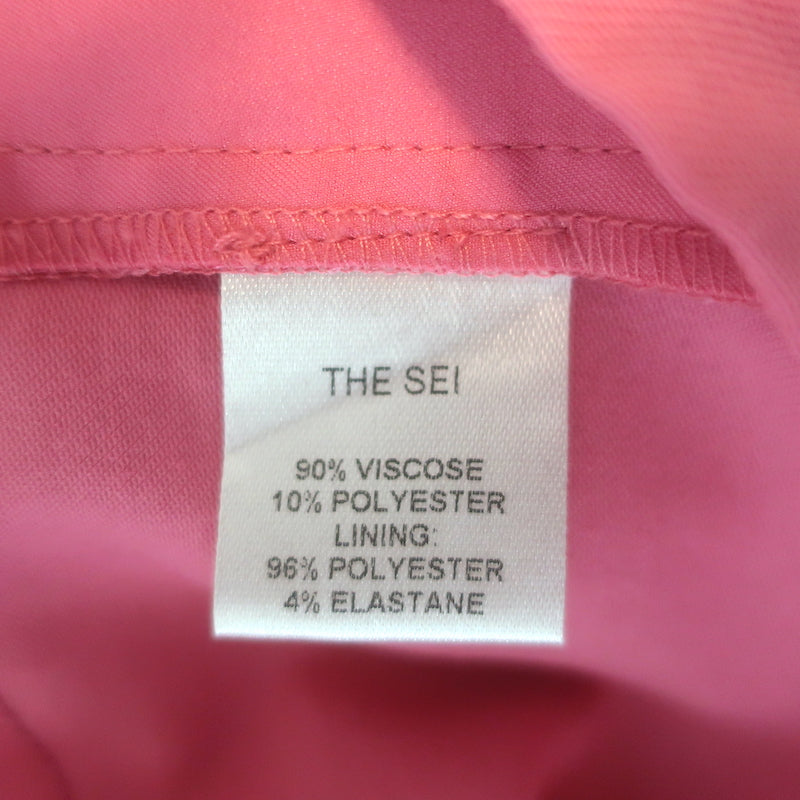 THE SEI
90% VISCOSE
10% POLYESTER
LINING:
96% POLYESTER
4% ELASTANE